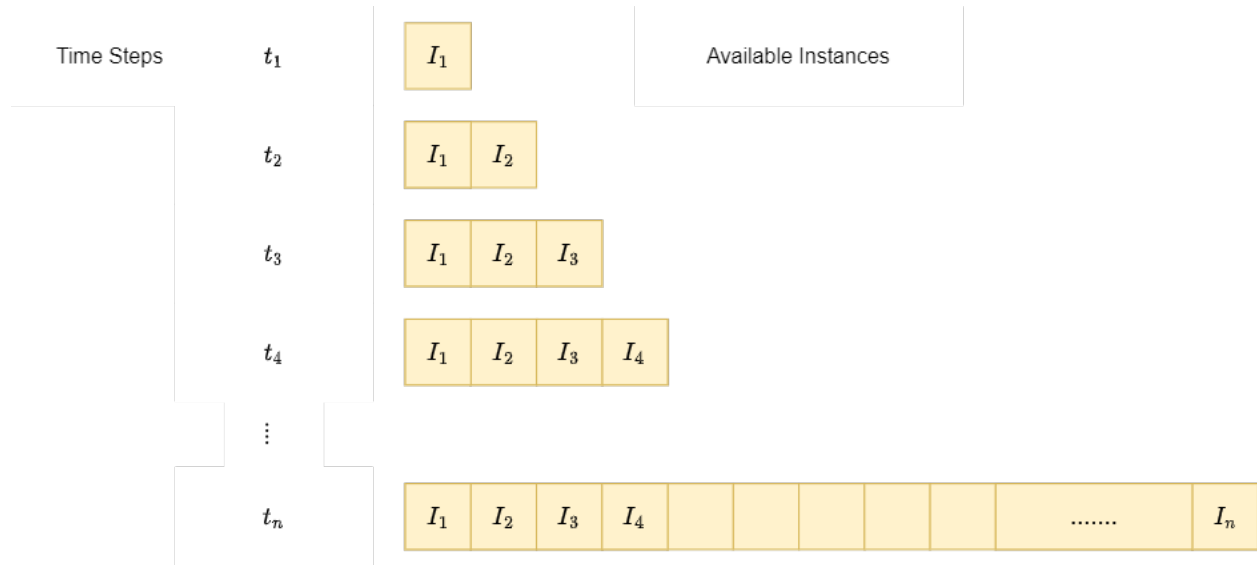 Time Steps t₁ I₁ Available Instances
t₂ I₁ I₂
t₃ I₁ I₂ I₃
t₄ I₁ I₂ I₃ I₄
⋮
tₙ I₁ I₂ I₃ I₄ ....... Iₙ